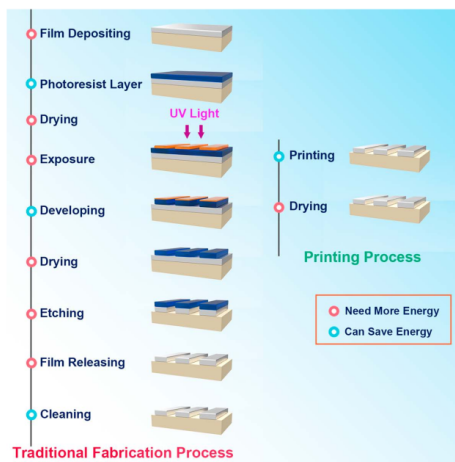 Film Depositing
Photoresist Layer
Drying
UV Light
Exposure
Developing
Drying
Etching
Film Releasing
Cleaning
Traditional Fabrication Process
Printing
Drying
Printing Process
Need More Energy
Can Save Energy